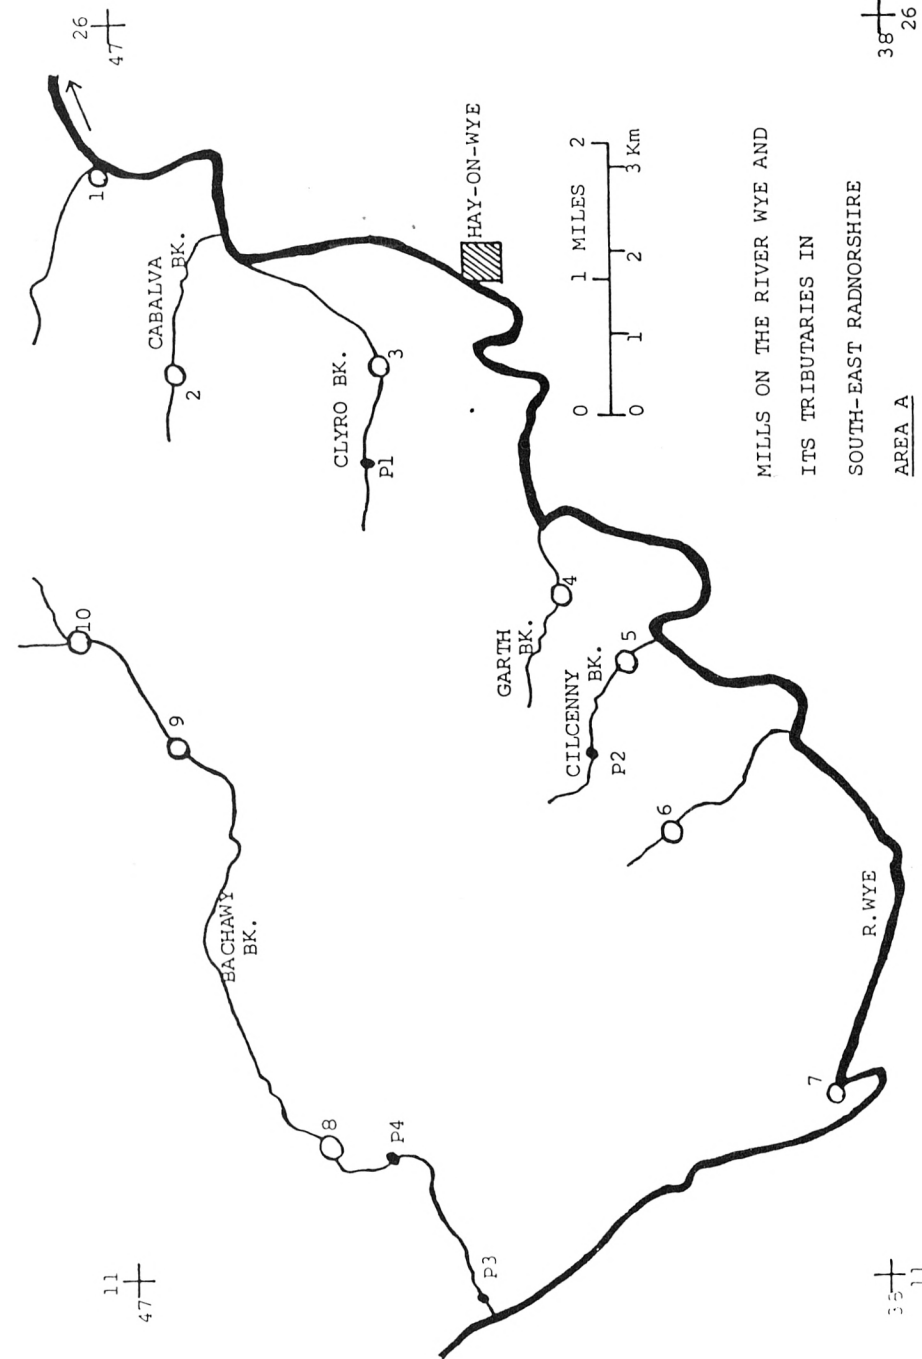 26
47
38
26
1
CABALVA
BK.
2
CLYRO BK.
3
P1
HAY-ON-WYE
0 1 MILES 2
0 1 2 3 Km
MILLS ON THE RIVER WYE AND
ITS TRIBUTARIES IN
SOUTH-EAST RADNORSHIRE
AREA A
10
9
BACHAWY
BK.
GARTH
BK.
4
CILCENNY
BK.
5
P2
6
R.WYE
7
8
P4
P3
11
47
38
11